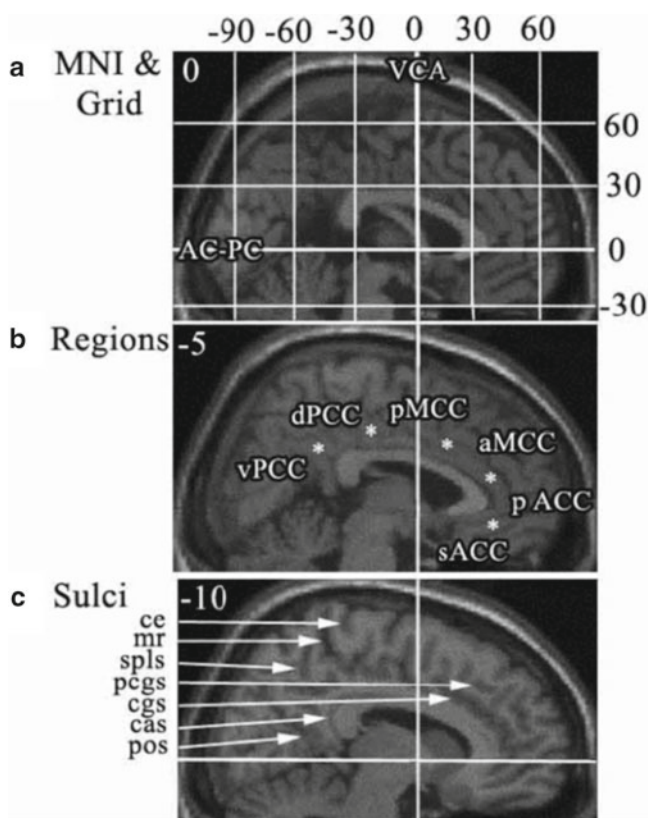 -90 -60 -30 0 30 60
a MNI & Grid
0
VCA
60
30
AC-PC
0
-30
b Regions
-5
dPCC
pMCC
aMCC
vPCC
p ACC
sACC
c Sulci
-10
ce
mr
spls
pcgs
cgs
cas
pos